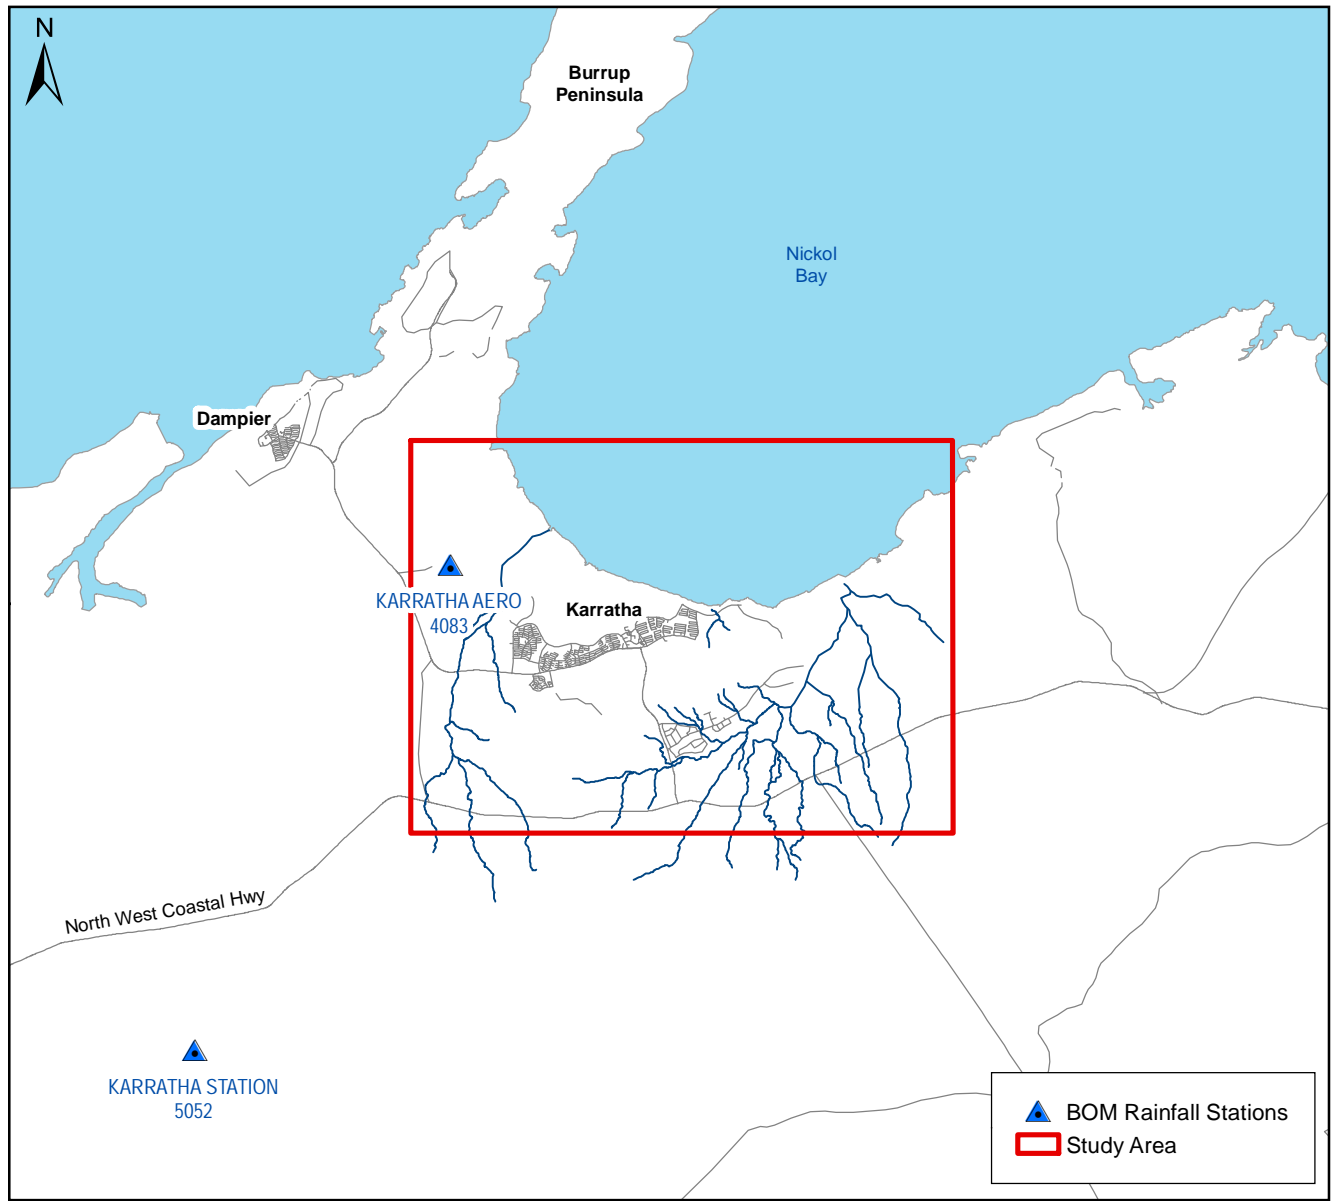 N
Burrup
Peninsula
Nickol
Bay
Dampier
KARRATHA AERO
4083
Karratha
North West Coastal Hwy
KARRATHA STATION
5052
BOM Rainfall Stations
Study Area